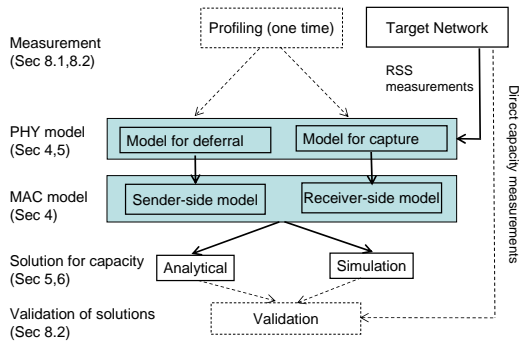 Measurement
(Sec 8.1,8.2)
Profiling (one time)
Target Network
RSS
measurements
Direct capacity measurements
PHY model
(Sec 4,5)
Model for deferral
Model for capture
MAC model
(Sec 4)
Sender-side model
Receiver-side model
Solution for capacity
(Sec 5,6)
Analytical
Simulation
Validation of solutions
(Sec 8.2)
Validation